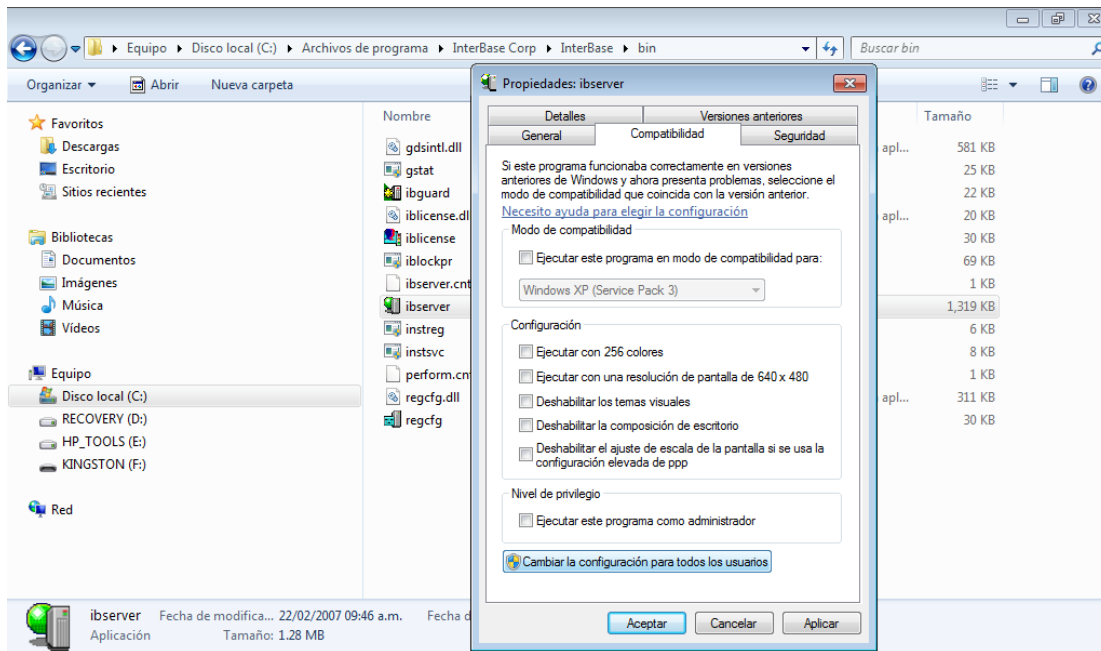 Equipo ▸ Disco local (C:) ▸ Archivos de programa ▸ InterBase Corp ▸ InterBase ▸ bin
Buscar bin
Organizar Abrir Nueva carpeta
Favoritos
Descargas
Escritorio
Sitios recientes
Bibliotecas
Documentos
Imágenes
Música
Vídeos
Equipo
Disco local (C:)
RECOVERY (D:)
HP_TOOLS (E:)
KINGSTON (F:)
Red
Nombre
gdsintl.dll
gstat
ibguard
iblicense.dl
iblicense
iblockpr
ibserver.cnt
ibserver
instreg
instsvc
perform.cn
regcfg.dll
regcfg
Propiedades: ibserver
Detalles Versiones anteriores
General Compatibilidad Seguridad
Si este programa funcionaba correctamente en versiones
anteriores de Windows y ahora presenta problemas, seleccione el
modo de compatibilidad que coincida con la versión anterior.
Necesito ayuda para elegir la configuración
Modo de compatibilidad
Ejecutar este programa en modo de compatibilidad para:
Windows XP (Service Pack 3)
Configuración
Ejecutar con 256 colores
Ejecutar con una resolución de pantalla de 640 x 480
Deshabilitar los temas visuales
Deshabilitar la composición de escritorio
Deshabilitar el ajuste de escala de la pantalla si se usa la
configuración elevada de ppp
Nivel de privilegio
Ejecutar este programa como administrador
Cambiar la configuración para todos los usuarios
Aceptar Cancelar Aplicar
Tamaño
apl... 581 KB
25 KB
22 KB
apl... 20 KB
30 KB
69 KB
1 KB
1,319 KB
6 KB
8 KB
1 KB
apl... 311 KB
30 KB
ibserver Fecha de modifica... 22/02/2007 09:46 a.m. Fecha d
Aplicación Tamaño: 1.28 MB